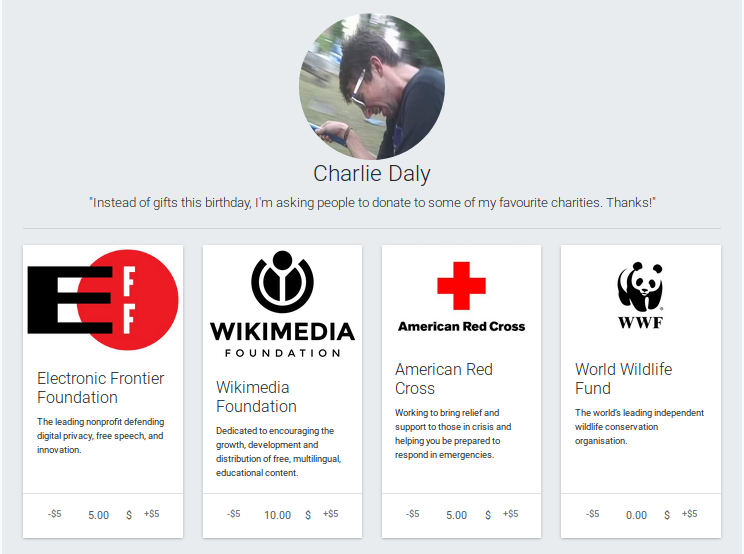 Charlie Daly
"Instead of gifts this birthday, I'm asking people to donate to some of my favourite charities. Thanks!"
EFF
Electronic Frontier
Foundation
The leading nonprofit defending
digital privacy, free speech, and
innovation.
-$5 5.00 $ +$5
WIKIMEDIA
FOUNDATION
Wikimedia
Foundation
Dedicated to encouraging the
growth, development and
distribution of free, multilingual,
educational content.
-$5 10.00 $ +$5
American Red Cross
American Red
Cross
Working to bring relief and
support to those in crisis and
helping you be prepared to
respond in emergencies.
-$5 5.00 $ +$5
WWF
World Wildlife
Fund
The world's leading independent
wildlife conservation
organisation.
-$5 0.00 $ +$5